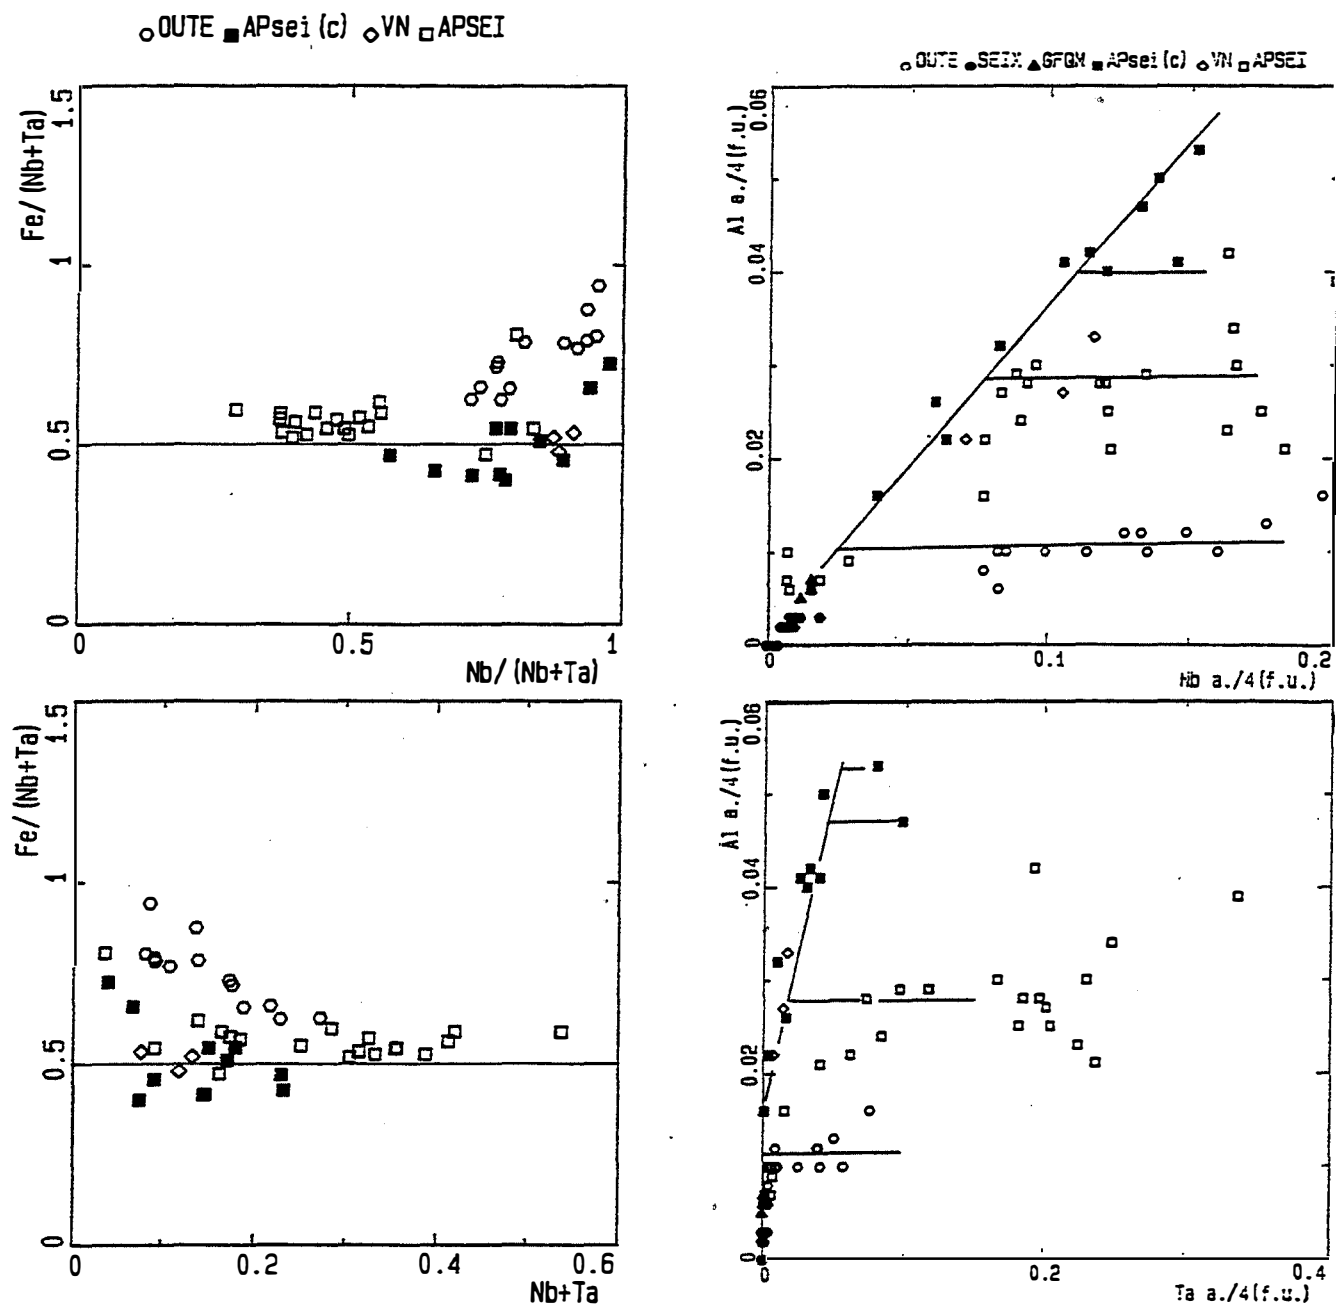 OUTE APsei(c) VN APSEI
Fe/(Nb+Ta)
1.5
1
0.5
0
0 0.5 1
Nb/(Nb+Ta)
OUTE SEIX GFQM APsei(c) VN APSEI
Al a./4(f.u.)
0.06
0.04
0.02
0
0 0.1 0.2
Nb a./4(f.u.)
Fe/(Nb+Ta)
1.5
1
0.5
0
0 0.2 0.4 0.6
Nb+Ta
Al a./4(f.u.)
0.06
0.04
0.02
0
0 0.2 0.4
Ta a./4(f.u.)